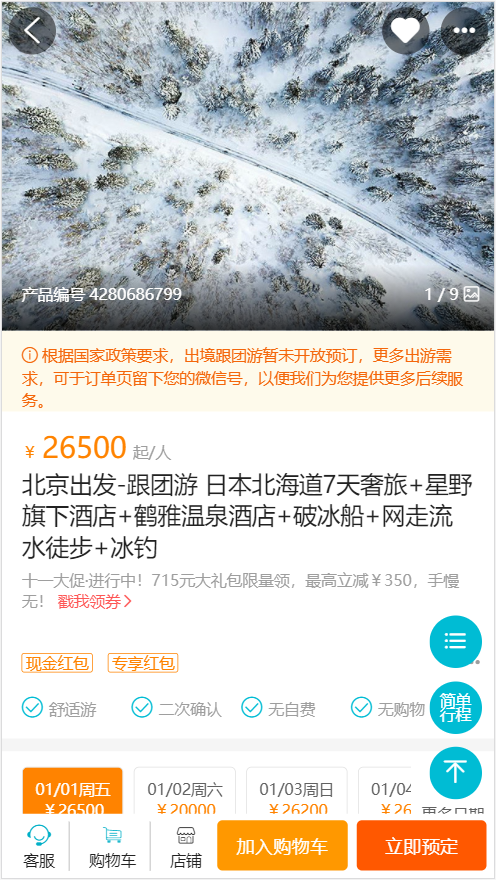 产品编号 4280686799
1 / 9
根据国家政策要求，出境跟团游暂未开放预订，更多出游需
求，可于订单页留下您的微信号，以便我们为您提供更多后续服
务。
￥ 26500 起/人
北京出发-跟团游 日本北海道7天奢旅+星野
旗下酒店+鹤雅温泉酒店+破冰船+网走流
水徒步+冰钓
十一大促·进行中！715元大礼包限量领，最高立减￥350，手慢
无！ 戳我领券>
现金红包 专享红包
简单
行程
舒适游 二次确认 无自费 无购物
01/01周五 01/02周六 01/03周日 01/04
￥26500 ￥20000 ￥26200 ￥26
更多日期
客服 购物车 店铺 加入购物车 立即预定